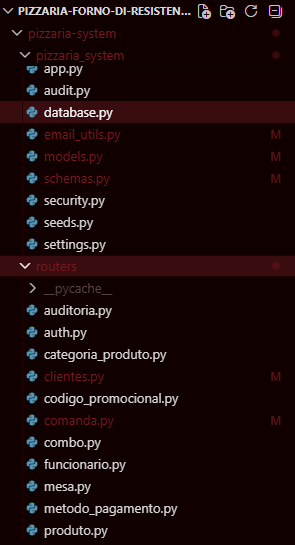 PIZZARIA-FORNO-DI-RESISTEN...
pizzaria-system
pizzaria_system
app.py
audit.py
database.py
email_utils.py M
models.py M
schemas.py M
security.py
seeds.py
settings.py
routers
__pycache__
auditoria.py
auth.py
categoria_produto.py
clientes.py M
codigo_promocional.py
comanda.py M
combo.py
funcionario.py
mesa.py
metodo_pagamento.py
produto.py